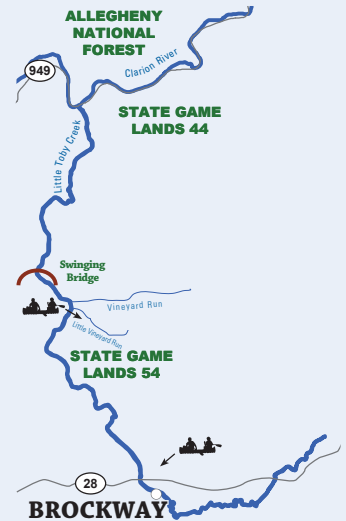 ALLEGHENY
NATIONAL
FOREST
949
Clarion River
STATE GAME
LANDS 44
Little Toby Creek
Swinging
Bridge
Vineyard Run
Little Vineyard Run
STATE GAME
LANDS 54
28
BROCKWAY